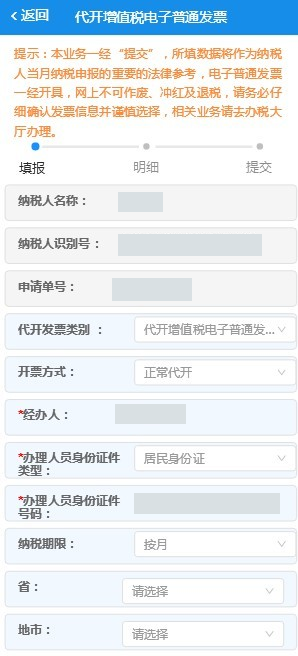 返回 代开增值税电子普通发票
提示：本业务一经“提交”，所填数据将作为纳税
人当月纳税申报的重要的法律参考，电子普通发票
一经开具，网上不可作废、冲红及退税，请务必仔
细确认发票信息并谨慎选择，相关业务请去办税大
厅办理。
填报 明细 提交
纳税人名称：
纳税人识别号：
申请单号：
代开发票类别 ： 代开增值税电子普通发...
开票方式： 正常代开
*经办人：
*办理人员身份证件
类型： 居民身份证
*办理人员身份证件
号码：
纳税期限： 按月
省： 请选择
地市： 请选择